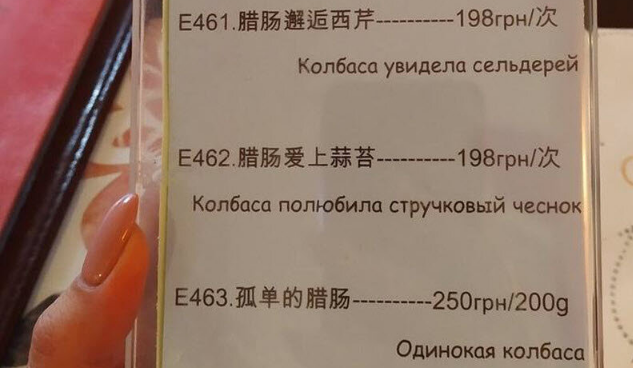 E461.腊肠邂逅西芹-----------198грн/次
Колбаса увидела сельдерей
E462.腊肠爱上蒜苔-----------198грн/次
Колбаса полюбила стручковый чеснок
E463.孤单的腊肠-----------250грн/200g
Одинокая колбаса